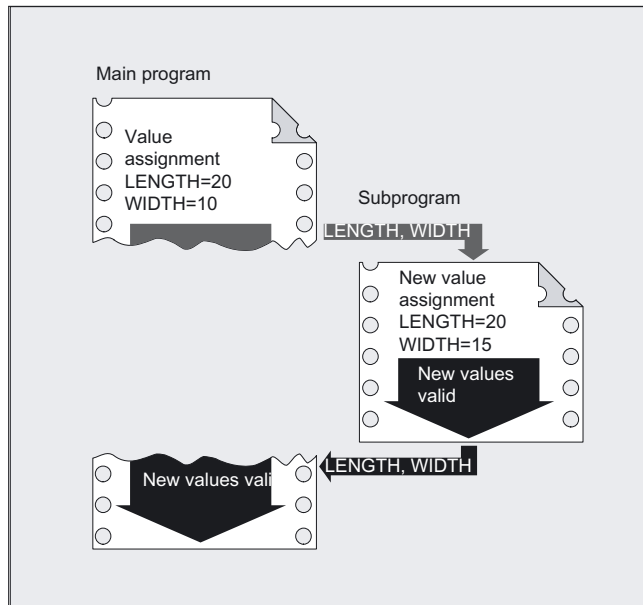 Main program
Value
assignment
LENGTH=20
WIDTH=10
Subprogram
LENGTH, WIDTH
New value
assignment
LENGTH=20
WIDTH=15
New values
valid
LENGTH, WIDTH
New values vali